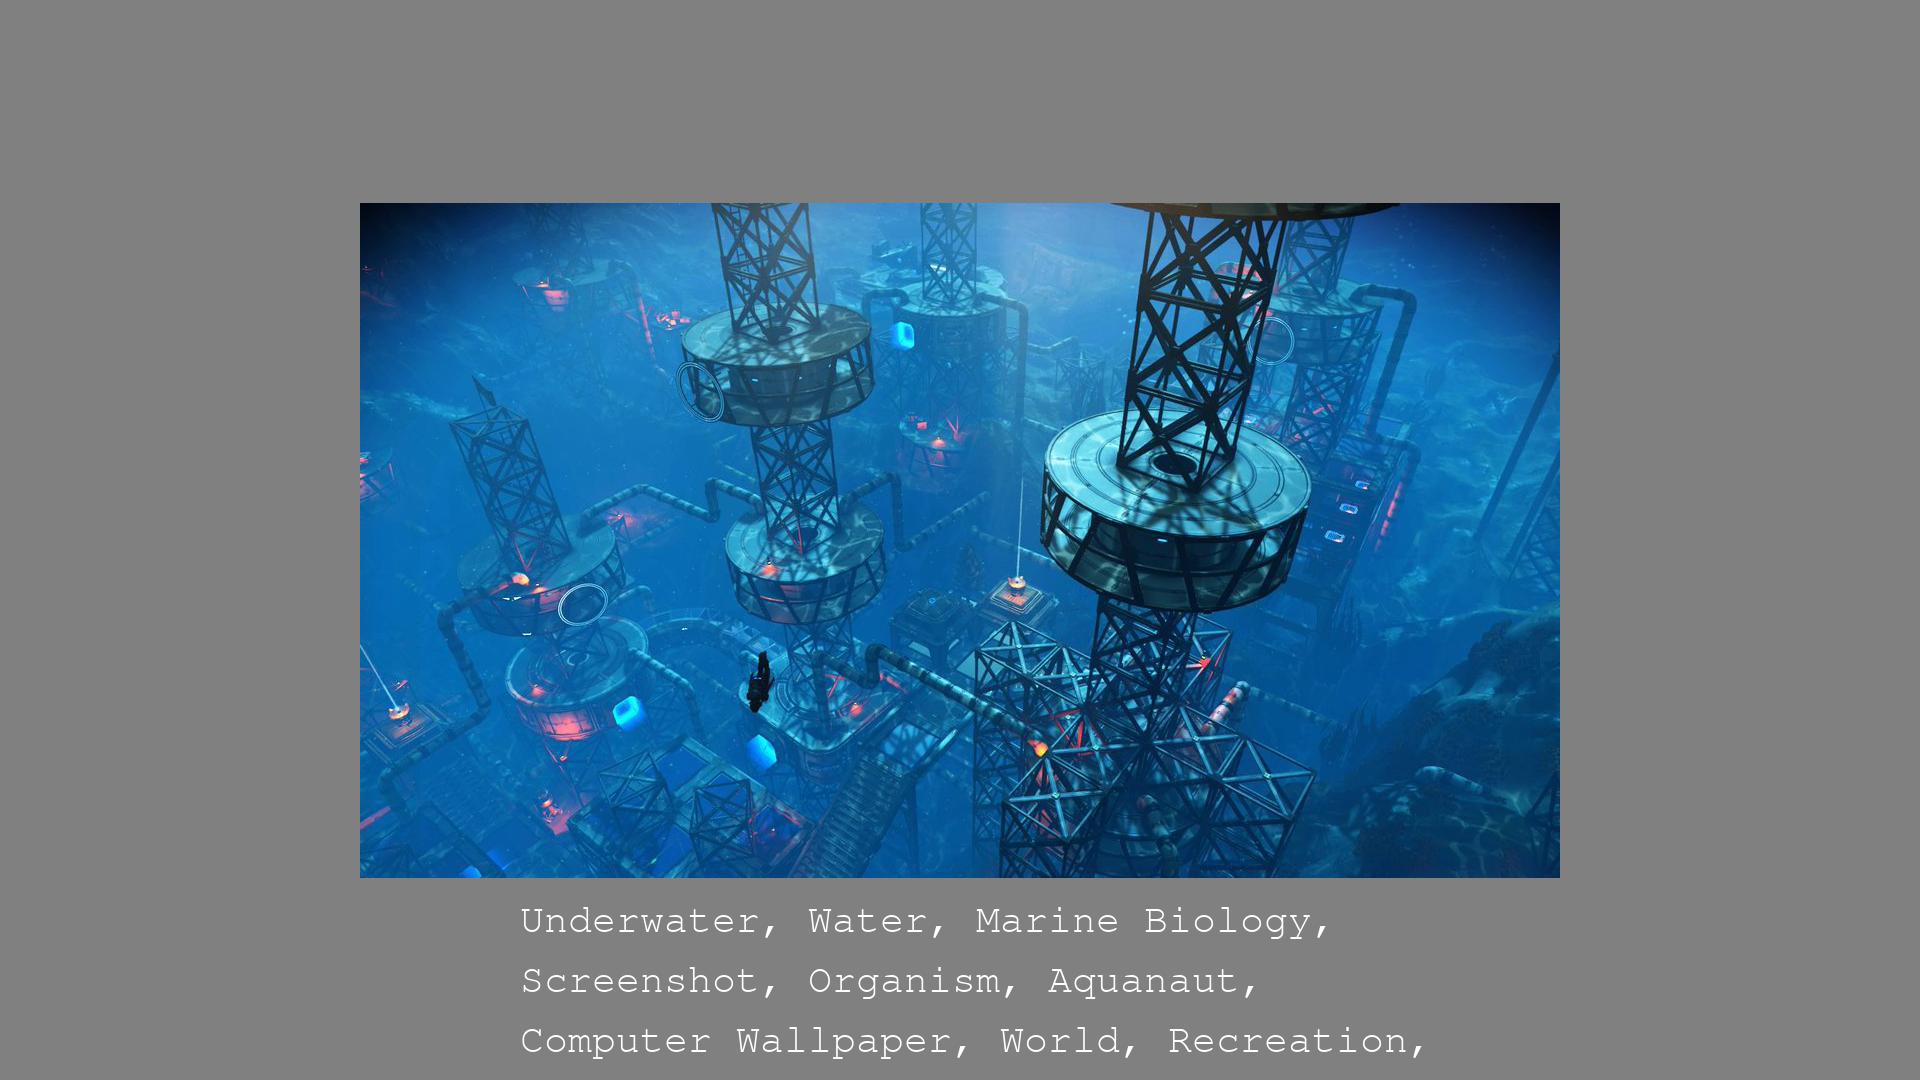 Underwater, Water, Marine Biology,
Screenshot, Organism, Aquanaut,
Computer Wallpaper, World, Recreation,